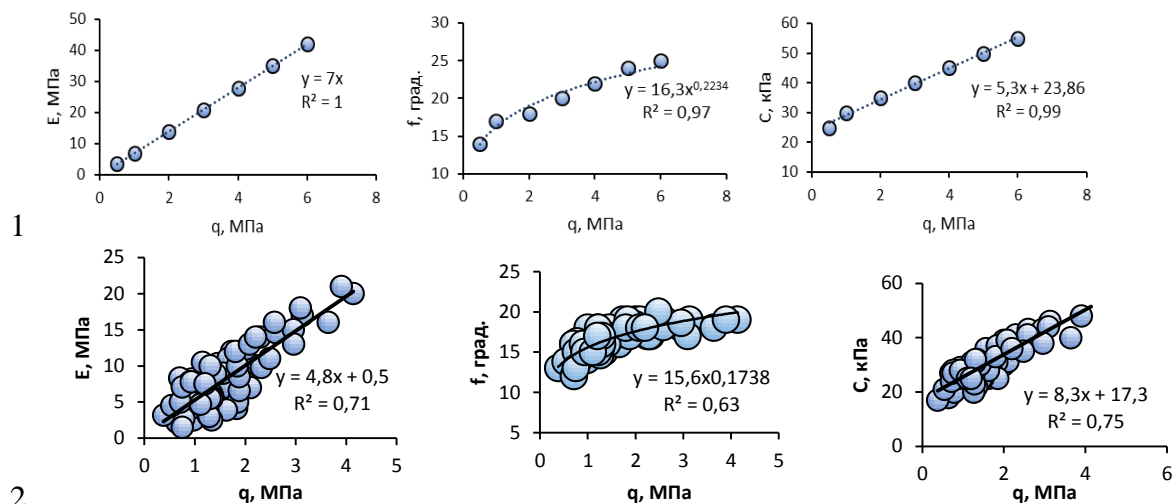 50
40
30
20
10
0
E, МПа
y = 7x
R² = 1
0 2 4 6 8
q, МПа
30
25
20
15
10
f, град.
y = 16,3x^0,2234
R² = 0,97
0 2 4 6 8
q, МПа
60
50
40
30
20
10
C, кПа
y = 5,3x + 23,86
R² = 0,99
0 2 4 6 8
q, МПа
1
25
20
15
10
5
0
E, МПа
y = 4,8x + 0,5
R² = 0,71
0 1 2 3 4 5
q, МПа
25
20
15
10
5
f, град.
y = 15,6x0,1738
R² = 0,63
0 1 2 3 4 5
q, МПа
60
40
20
0
C, кПа
y = 8,3x + 17,3
R² = 0,75
0 2 4 6
q, МПа
2